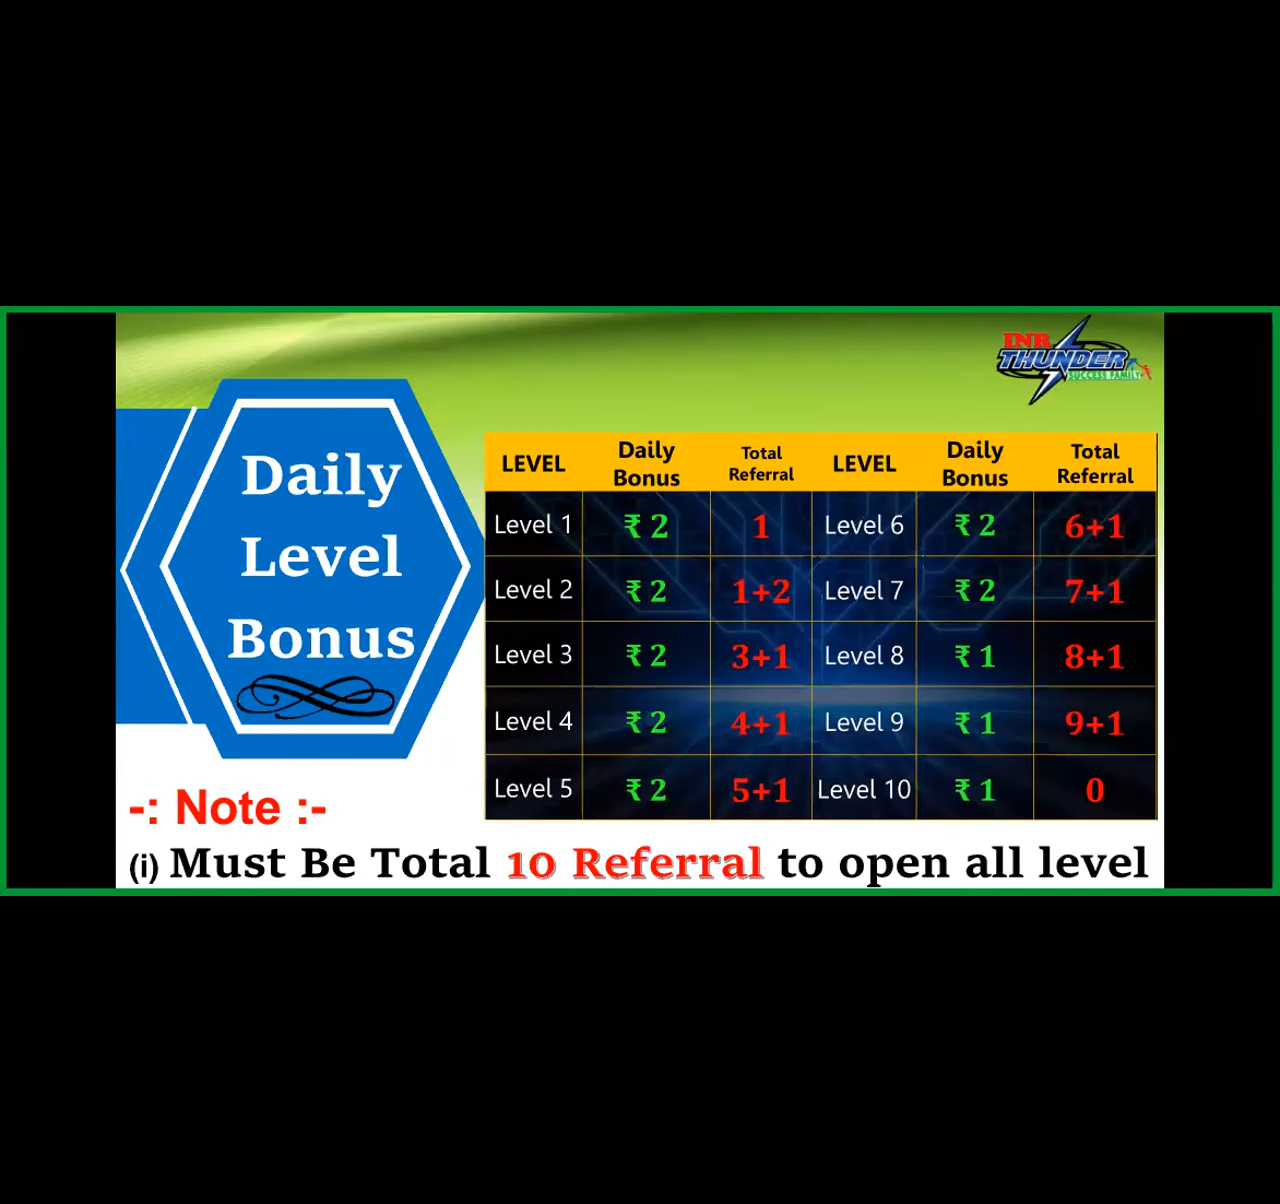 INR
THUNDER
SUCCESS FAMILY
Daily
Level
Bonus
LEVEL Daily Bonus Total Referral LEVEL Daily Bonus Total Referral
Level 1 ₹ 2 1 Level 6 ₹ 2 6+1
Level 2 ₹ 2 1+2 Level 7 ₹ 2 7+1
Level 3 ₹ 2 3+1 Level 8 ₹ 1 8+1
Level 4 ₹ 2 4+1 Level 9 ₹ 1 9+1
Level 5 ₹ 2 5+1 Level 10 ₹ 1 0
-: Note :-
(i) Must Be Total 10 Referral to open all level